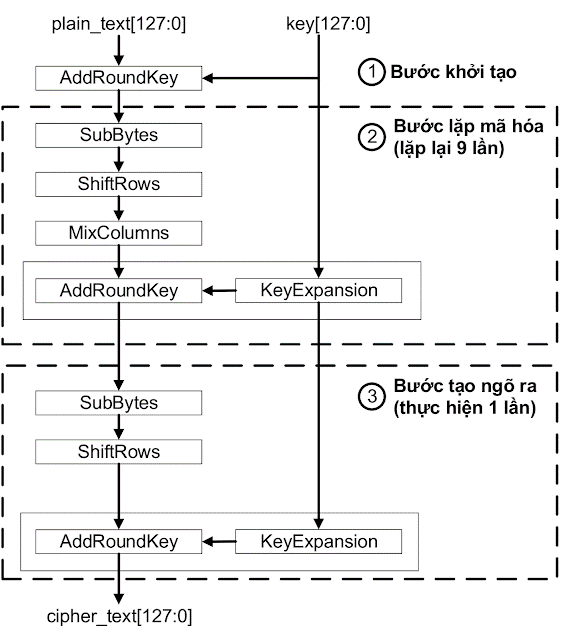 plain_text[127:0]
key[127:0]
AddRoundKey
1
Bước khởi tạo
SubBytes
2
Bước lặp mã hóa
(lặp lại 9 lần)
ShiftRows
MixColumns
AddRoundKey
KeyExpansion
SubBytes
3
Bước tạo ngõ ra
(thực hiện 1 lần)
ShiftRows
AddRoundKey
KeyExpansion
cipher_text[127:0]